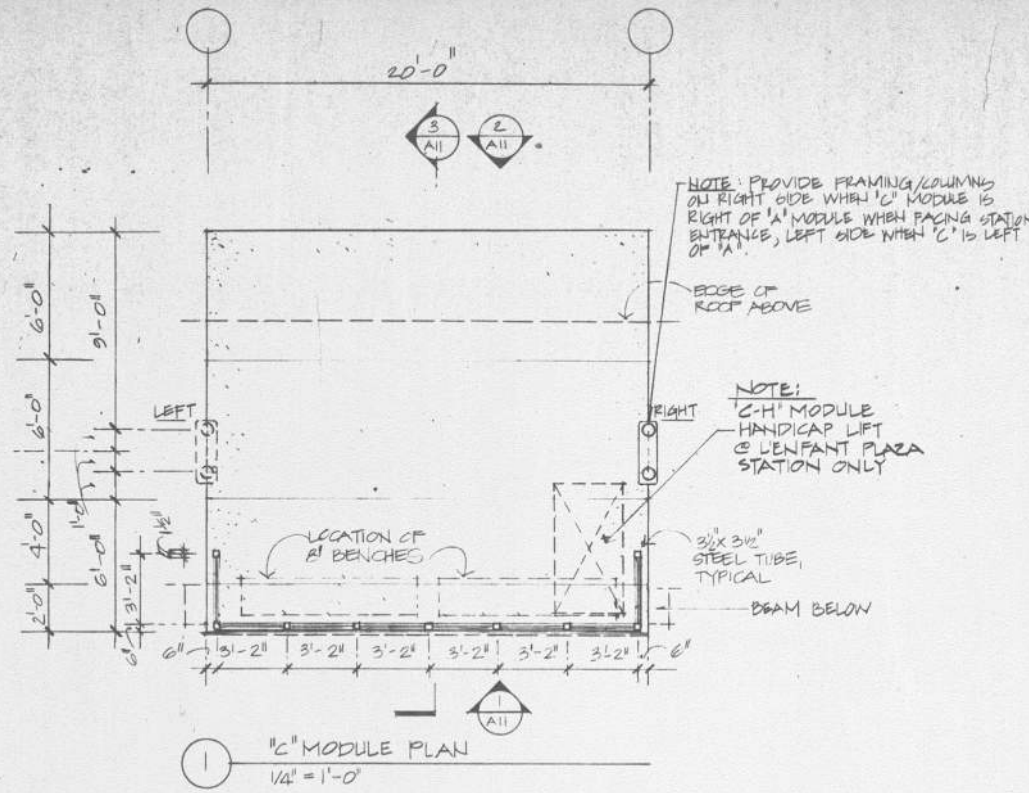 20'-0"
3
A11
2
A11
NOTE: PROVIDE FRAMING/COLUMNS
ON RIGHT SIDE WHEN "C" MODULE IS
RIGHT OF "A" MODULE WHEN FACING STATION
ENTRANCE, LEFT SIDE WHEN "C" IS LEFT
OF "A".
EDGE OF
ROOF ABOVE
6'-0"
9'-0"
6'-0"
LEFT
RIGHT
NOTE:
"C-H" MODULE
HANDICAP LIFT
@ L'ENFANT PLAZA
STATION ONLY
1'-0"
4'-0"
6'-0"
1½"
3'-2"
2'-0"
6"
LOCATION OF
8' BENCHES
3½ x 3½"
STEEL TUBE,
TYPICAL
BEAM BELOW
6" 3'-2" 3'-2" 3'-2" 3'-2" 3'-2" 3'-2" 6"
1
A11
1
"C" MODULE PLAN
1/4" = 1'-0"